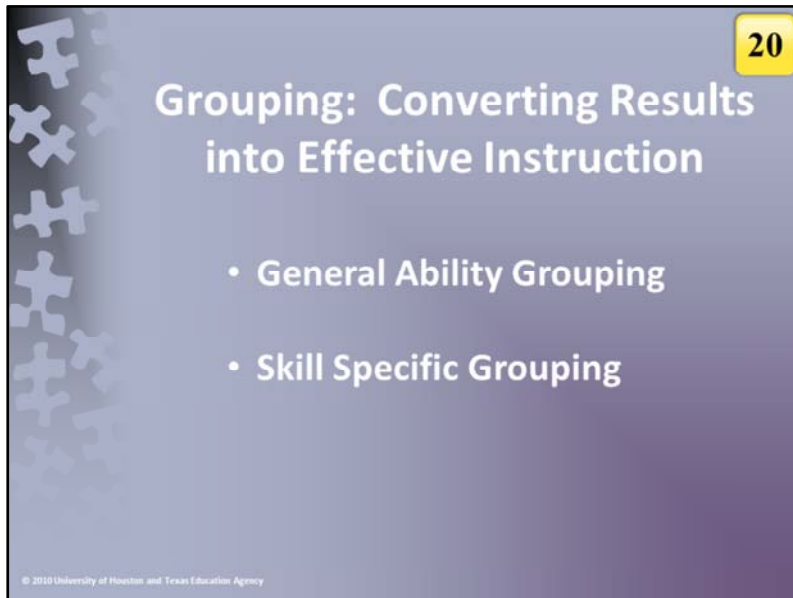 20
Grouping: Converting Results
into Effective Instruction
• General Ability Grouping
• Skill Specific Grouping
© 2010 University of Houston and Texas Education Agency